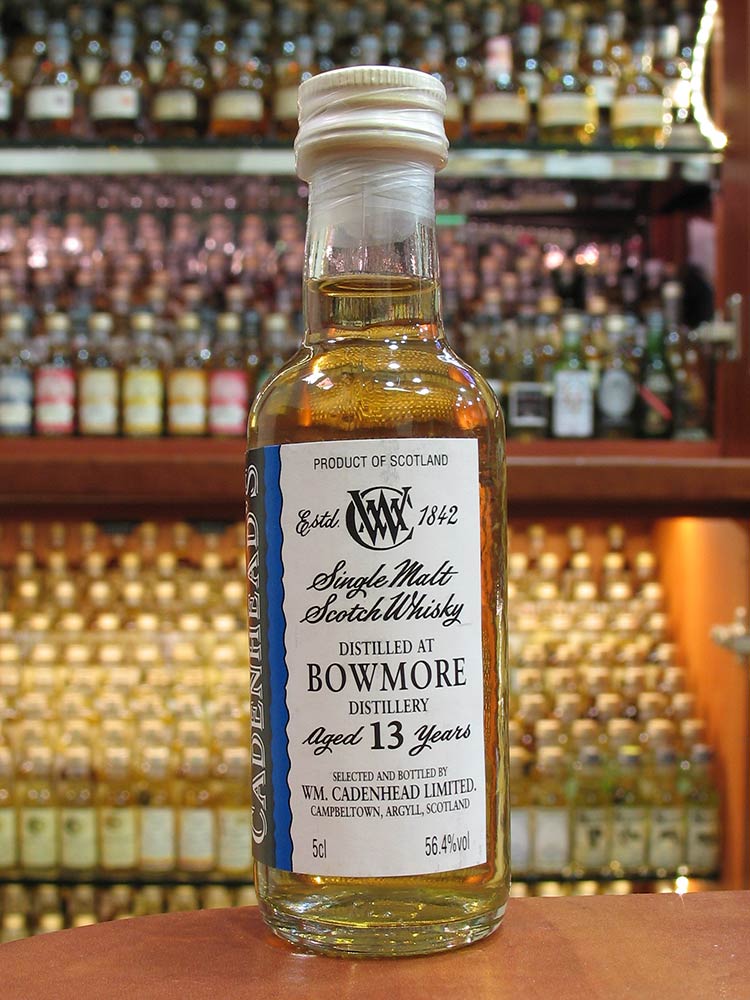 PRODUCT OF SCOTLAND
Estd. WMC 1842
Single Malt
Scotch Whisky
DISTILLED AT
BOWMORE
DISTILLERY
Aged 13 Years
SELECTED AND BOTTLED BY
WM. CADENHEAD LIMITED.
CAMPBELTOWN, ARGYLL, SCOTLAND
5cl 56.4%vol
CADENHEAD'S